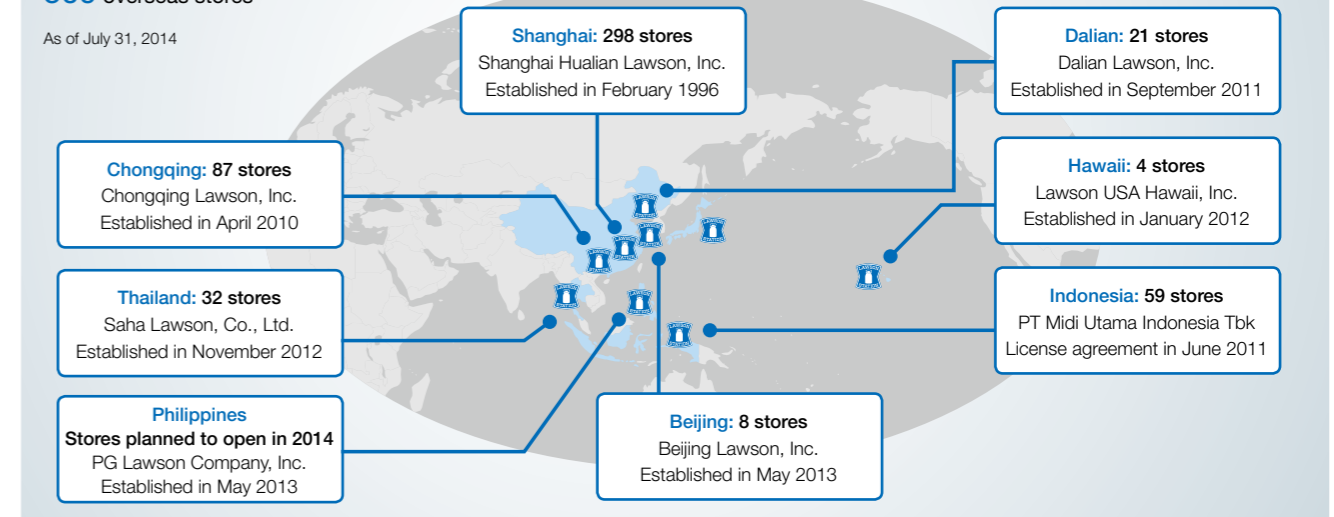 overseas stores
As of July 31, 2014
Shanghai: 298 stores
Shanghai Hualian Lawson, Inc.
Established in February 1996
Dalian: 21 stores
Dalian Lawson, Inc.
Established in September 2011
Chongqing: 87 stores
Chongqing Lawson, Inc.
Established in April 2010
Hawaii: 4 stores
Lawson USA Hawaii, Inc.
Established in January 2012
Thailand: 32 stores
Saha Lawson, Co., Ltd.
Established in November 2012
Indonesia: 59 stores
PT Midi Utama Indonesia Tbk
License agreement in June 2011
Philippines
Stores planned to open in 2014
PG Lawson Company, Inc.
Established in May 2013
Beijing: 8 stores
Beijing Lawson, Inc.
Established in May 2013